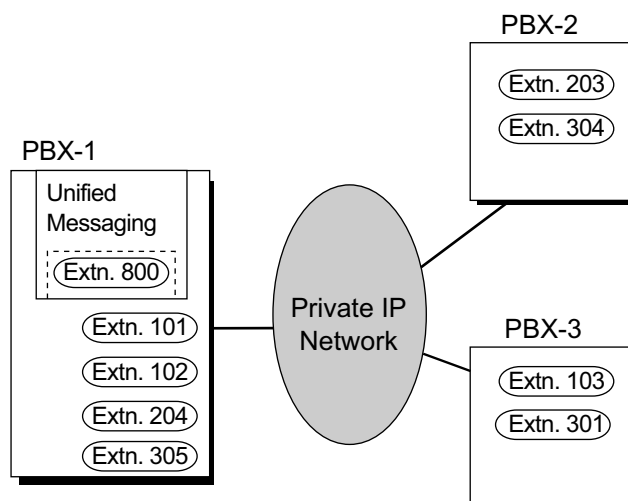 PBX-1
Unified
Messaging
Extn. 800
Extn. 101
Extn. 102
Extn. 204
Extn. 305
Private IP
Network
PBX-2
Extn. 203
Extn. 304
PBX-3
Extn. 103
Extn. 301